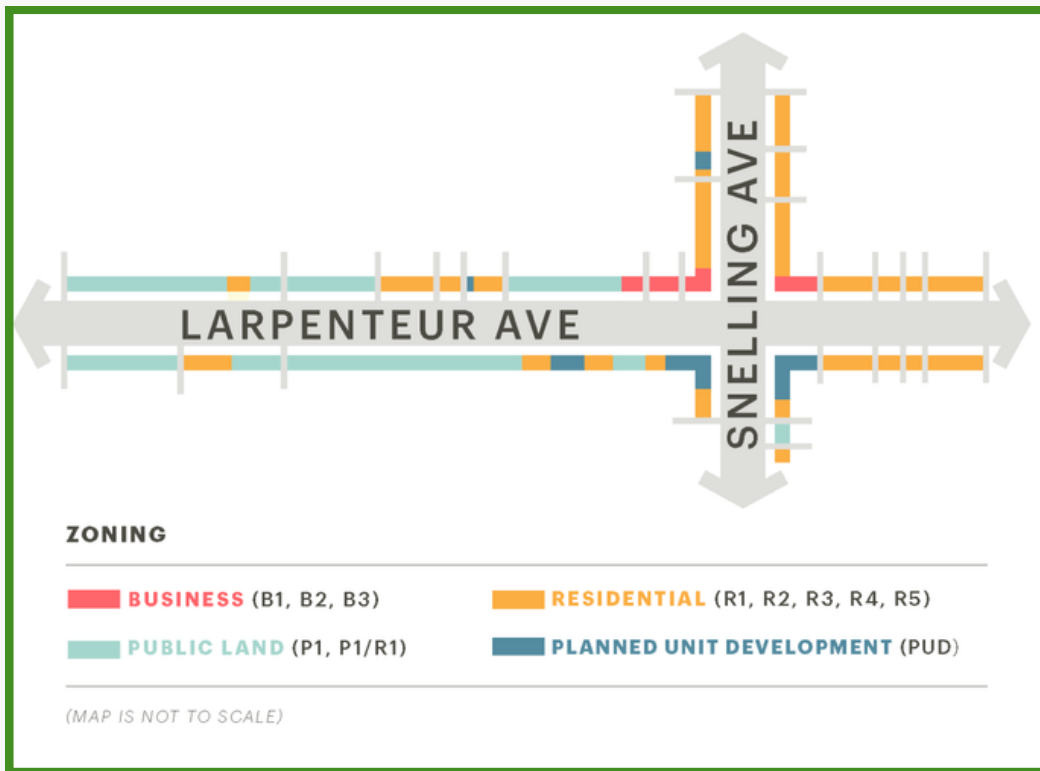 SNELLING AVE
LARPENTEUR AVE
ZONING
BUSINESS (B1, B2, B3)
RESIDENTIAL (R1, R2, R3, R4, R5)
PUBLIC LAND (P1, P1/R1)
PLANNED UNIT DEVELOPMENT (PUD)
(MAP IS NOT TO SCALE)